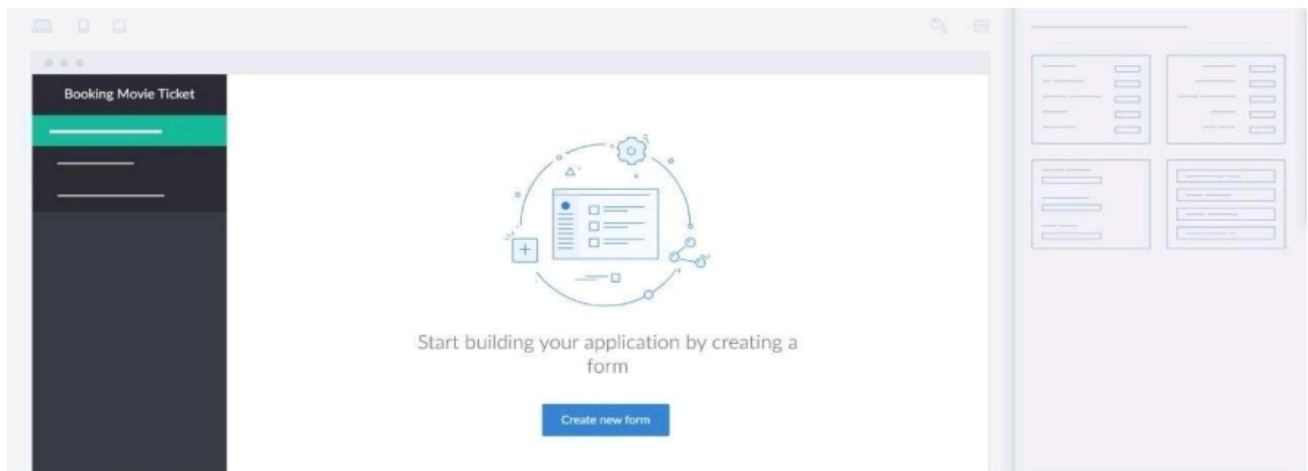 Booking Movie Ticket
Start building your application by creating a
form
Create new form